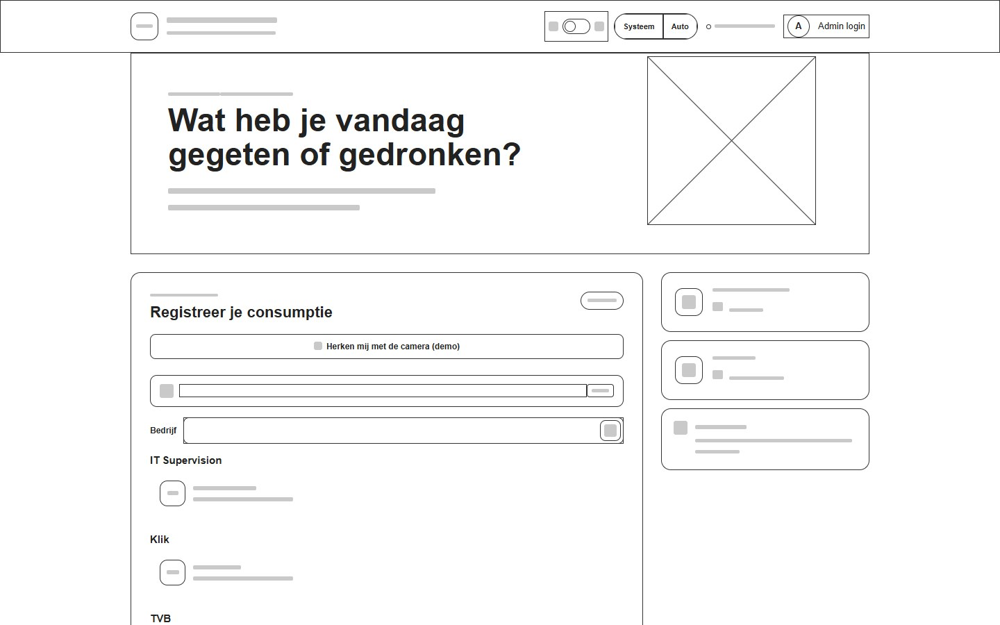 Systeem
Auto
A
Admin login
Wat heb je vandaag
gegeten of gedronken?
Registreer je consumptie
Herken mij met de camera (demo)
Bedrijf
IT Supervision
Klik
TVB